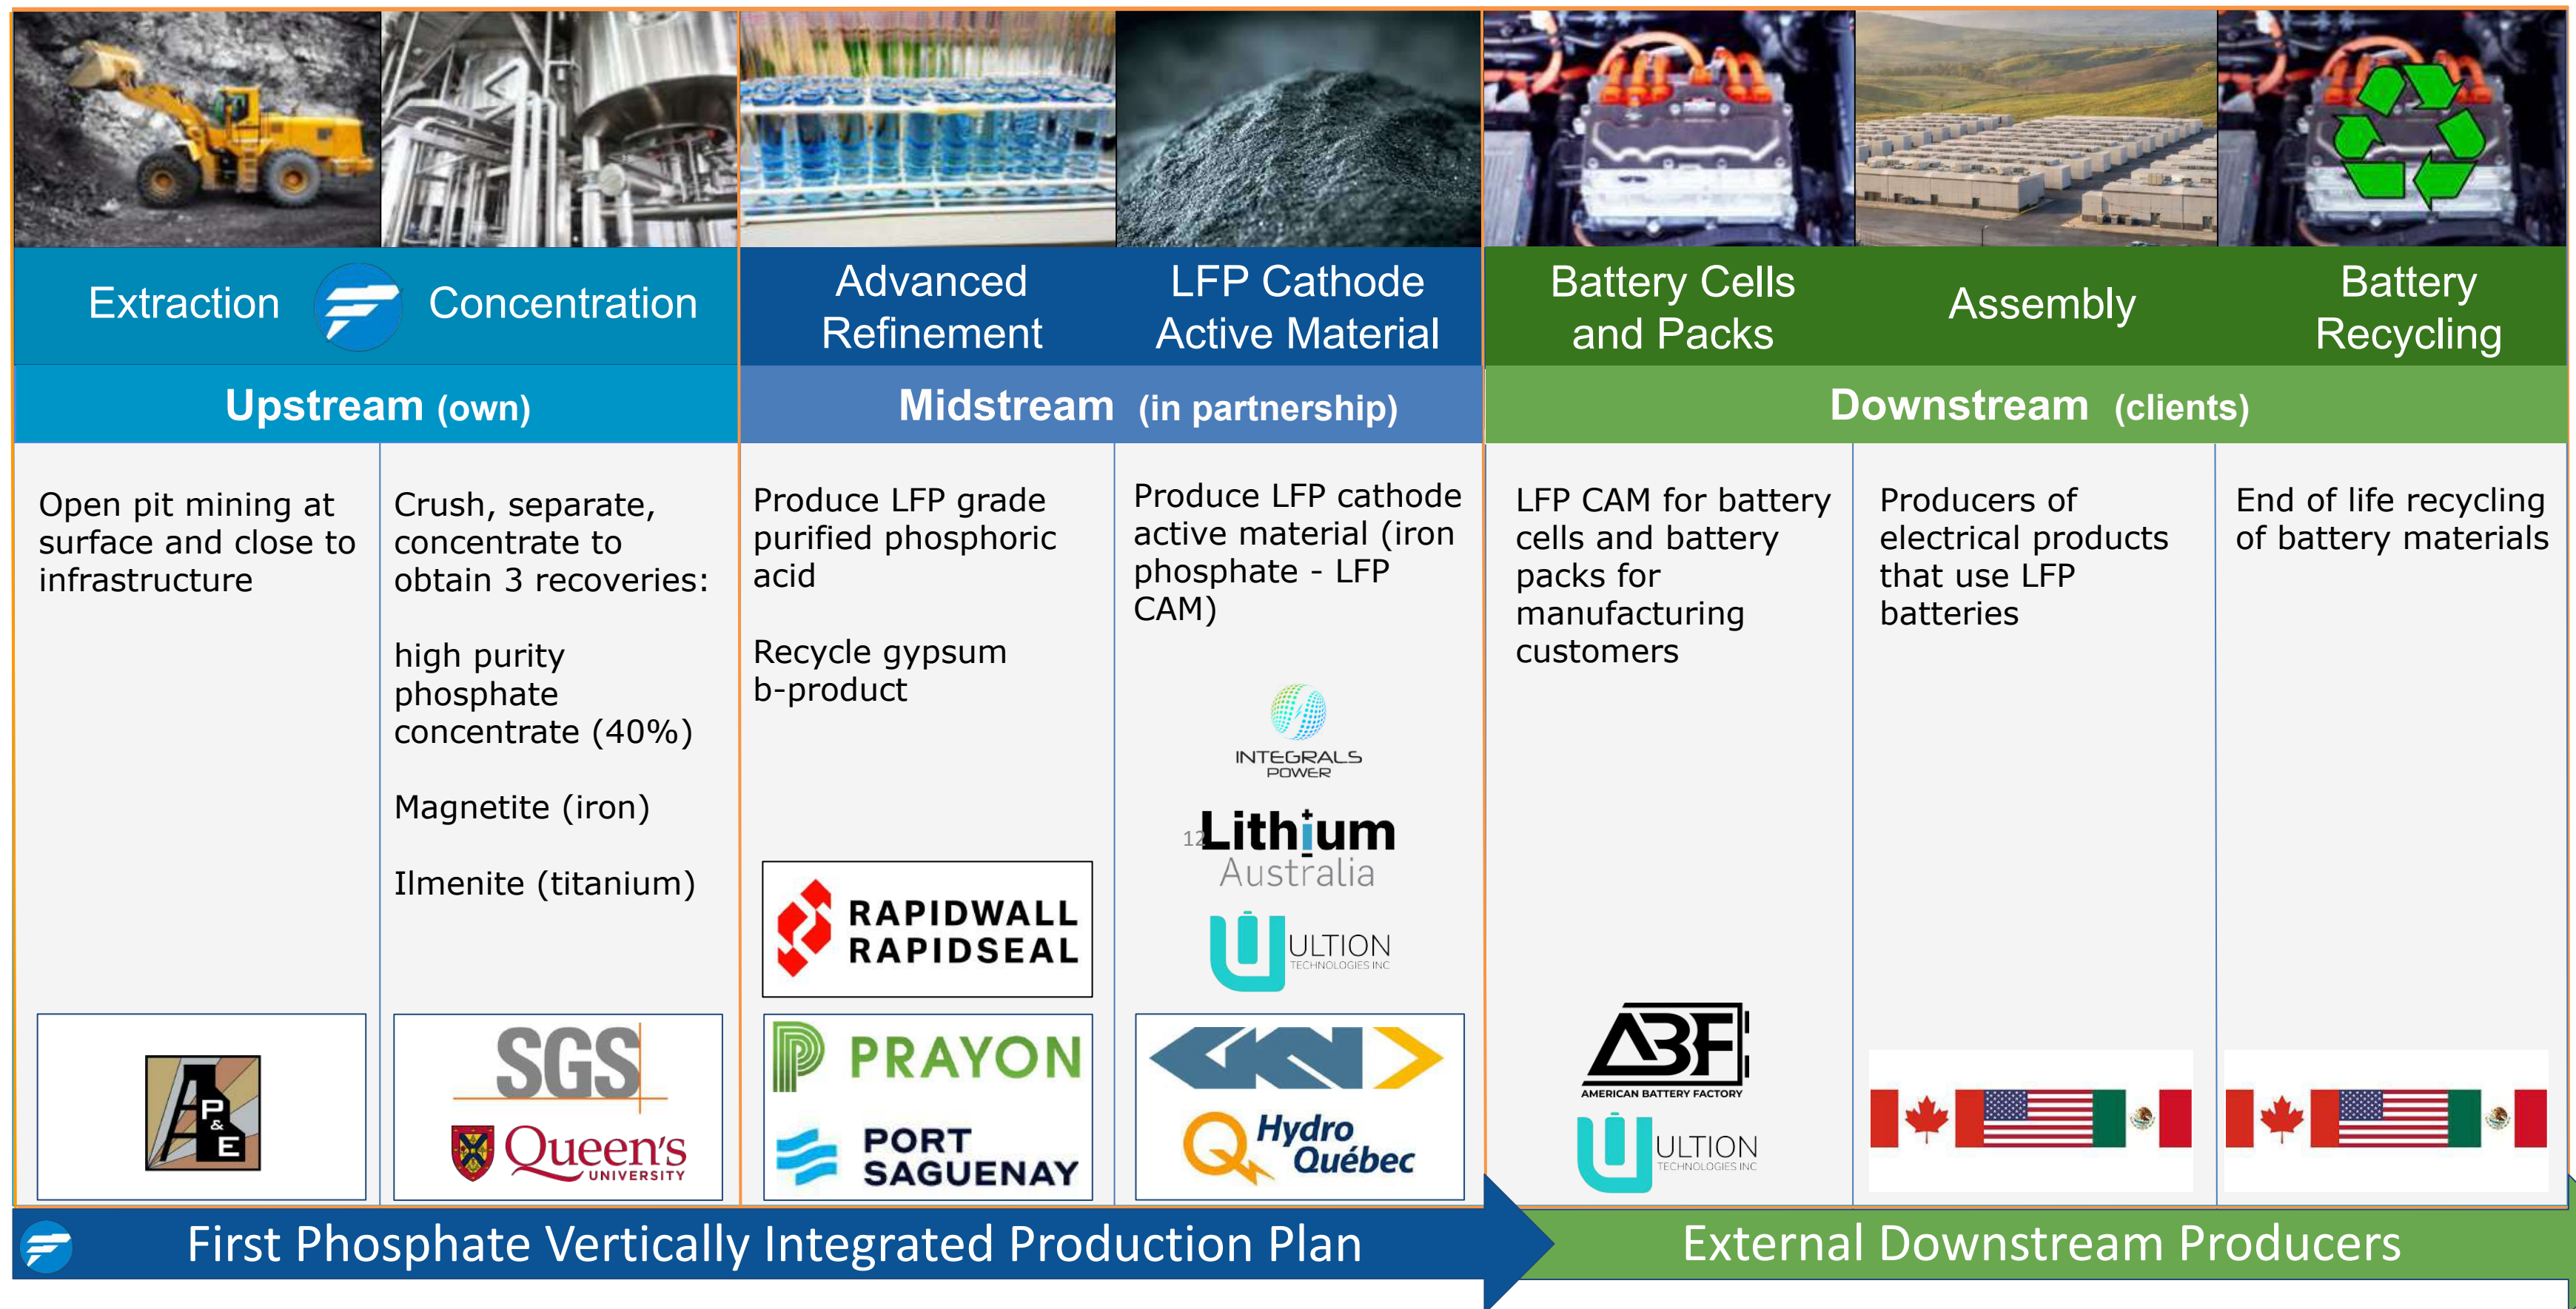 Extraction
Concentration
Advanced
Refinement
LFP Cathode
Active Material
Battery Cells
and Packs
Assembly
Battery
Recycling
Upstream (own)
Midstream (in partnership)
Downstream (clients)
Open pit mining at
surface and close to
infrastructure
P
&
E
Crush, separate,
concentrate to
obtain 3 recoveries:
high purity
phosphate
concentrate (40%)
Magnetite (iron)
Ilmenite (titanium)
SGS
Queen's
UNIVERSITY
Produce LFP grade
purified phosphoric
acid
Recycle gypsum
b-product
RAPIDWALL
RAPIDSEAL
PRAYON
PORT
SAGUENAY
Produce LFP cathode
active material (iron
phosphate - LFP
CAM)
INTEGRALS
POWER
12
Lithium
Australia
ULTION
TECHNOLOGIES INC
GKN
Hydro
Québec
LFP CAM for battery
cells and battery
packs for
manufacturing
customers
ABF
AMERICAN BATTERY FACTORY
ULTION
TECHNOLOGIES INC
Producers of
electrical products
that use LFP
batteries
End of life recycling
of battery materials
First Phosphate Vertically Integrated Production Plan
External Downstream Producers